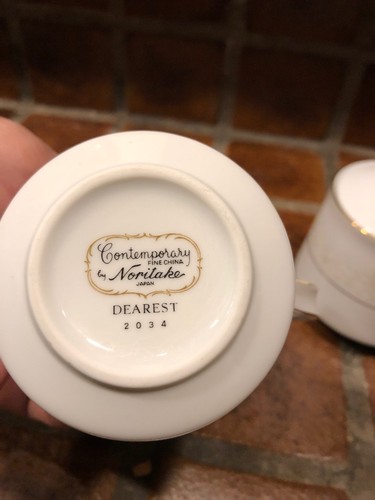 Contemporary
FINE CHINA
by Noritake
JAPAN
DEAREST
2034